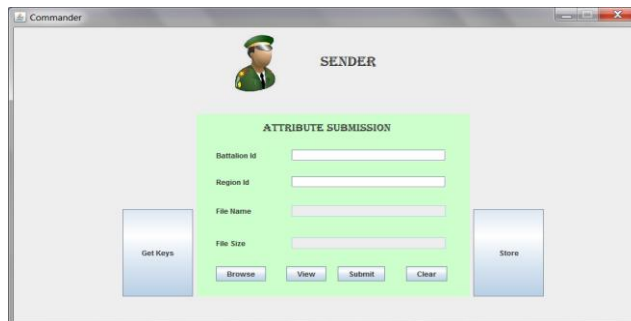 Commander
SENDER
ATTRIBUTE SUBMISSION
Battalion Id
Region Id
File Name
File Size
Get Keys
Browse View Submit Clear
Store